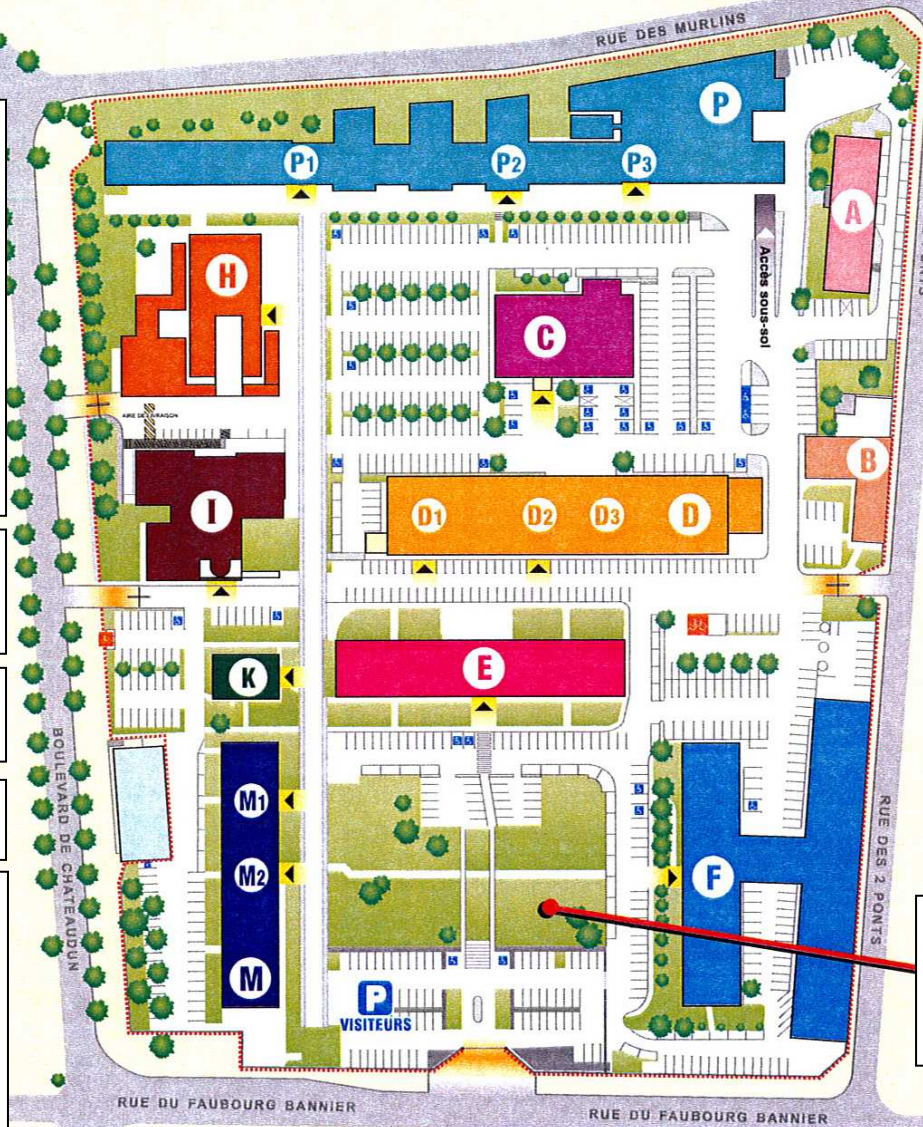 RUE DES MURLINS
P
P1
P2
P3
A
H
C
Accès sous-sol
AIRE DE LIVRAISON
B
I
D1
D2
D3
D
K
E
BOULEVARD DE CHATEAUDUN
M1
M2
M
F
RUE DES 2 PONTS
P
VISITEURS
RUE DU FAUBOURG BANNIER
RUE DU FAUBOURG BANNIER